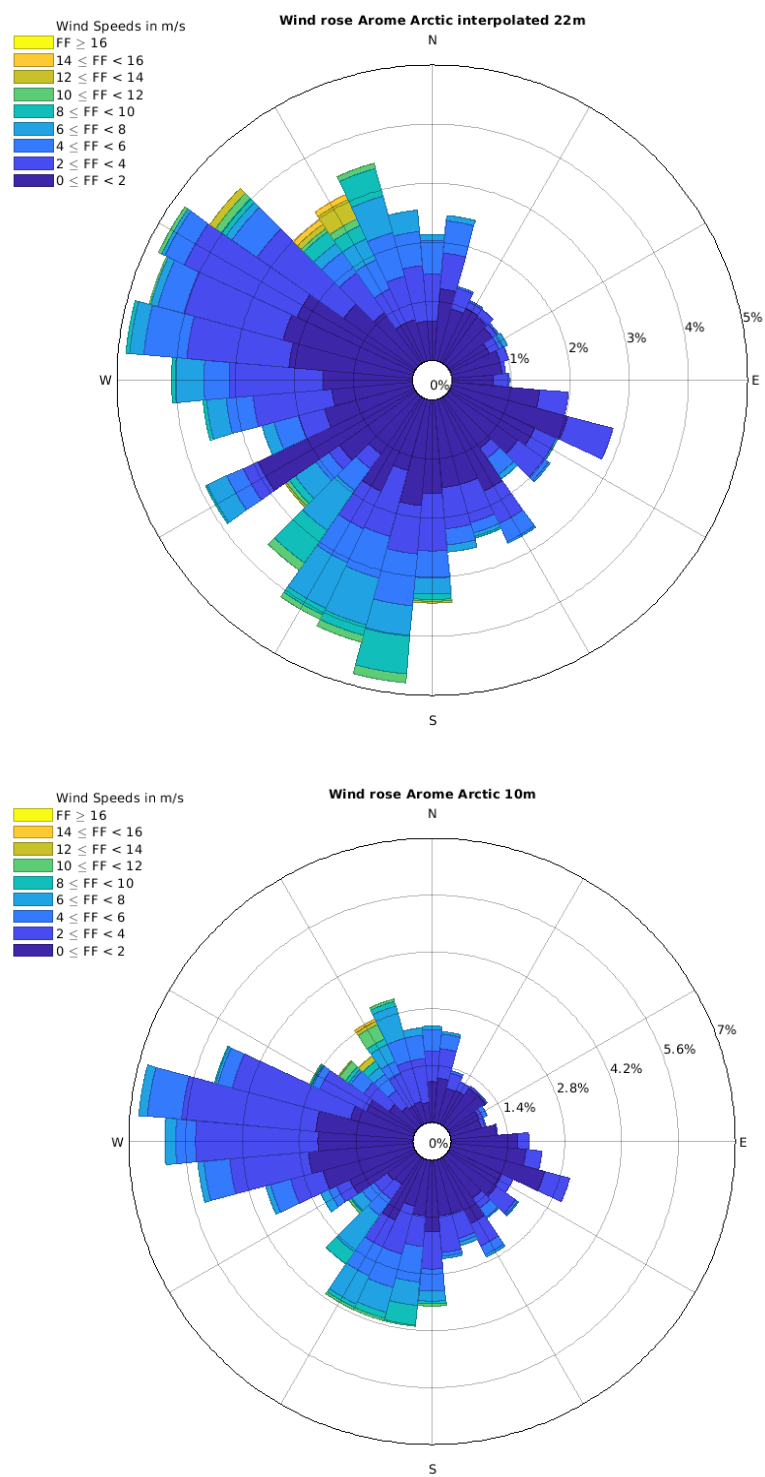 Wind rose Arome Arctic interpolated 22m
Wind Speeds in m/s
FF ≥ 16
14 ≤ FF < 16
12 ≤ FF < 14
10 ≤ FF < 12
8 ≤ FF < 10
6 ≤ FF < 8
4 ≤ FF < 6
2 ≤ FF < 4
0 ≤ FF < 2
N
5%
4%
3%
2%
1%
0%
W
E
S
Wind rose Arome Arctic 10m
Wind Speeds in m/s
FF ≥ 16
14 ≤ FF < 16
12 ≤ FF < 14
10 ≤ FF < 12
8 ≤ FF < 10
6 ≤ FF < 8
4 ≤ FF < 6
2 ≤ FF < 4
0 ≤ FF < 2
N
7%
5.6%
4.2%
2.8%
1.4%
0%
W
E
S